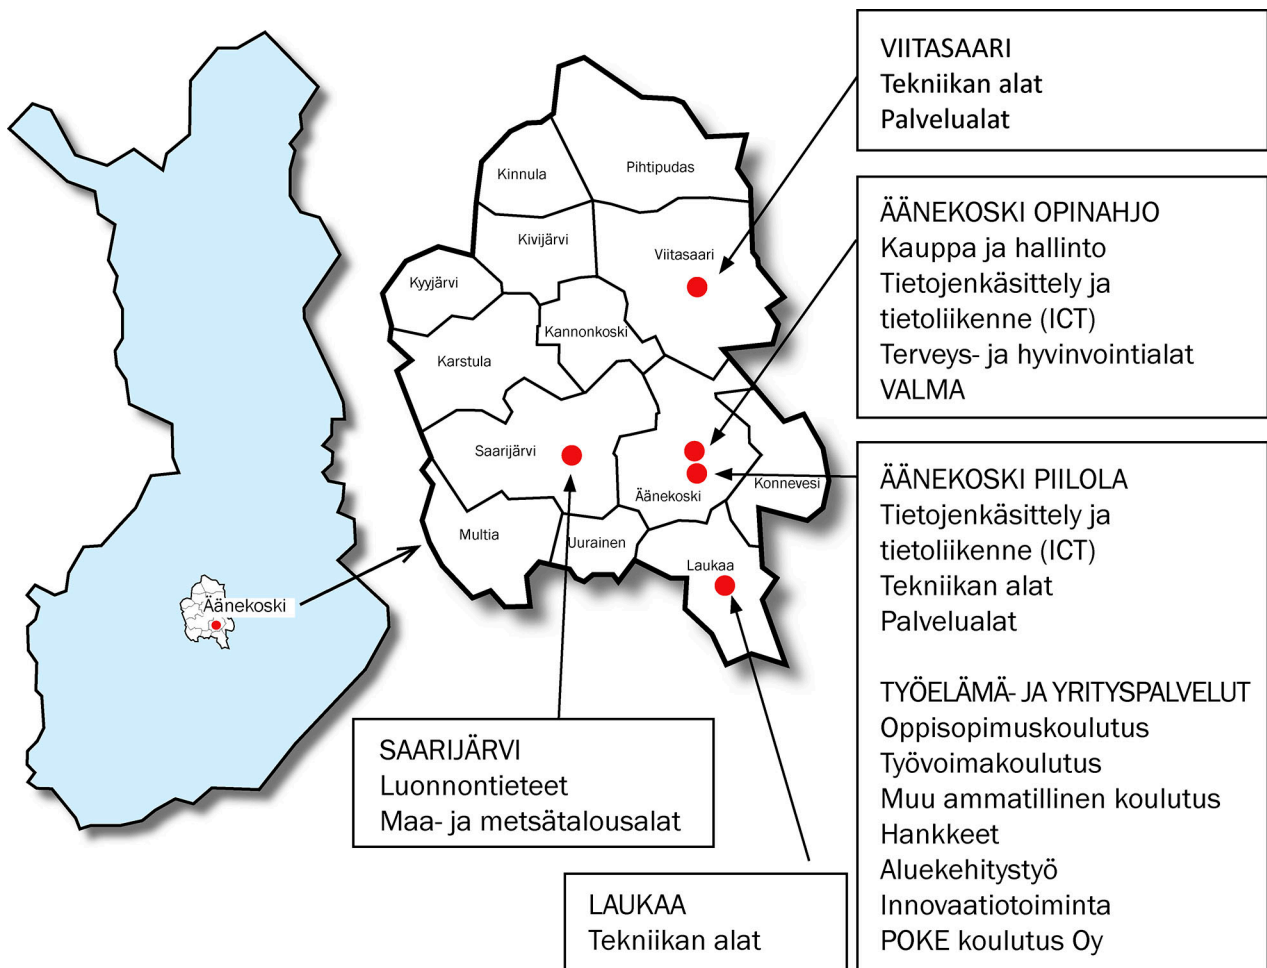 VIITASAARI
Tekniikan alat
Palvelualat
ÄÄNEKOSKI OPINAHJO
Kauppa ja hallinto
Tietojenkäsittely ja
tietoliikenne (ICT)
Terveys- ja hyvinvointialat
VALMA
ÄÄNEKOSKI PIILOLA
Tietojenkäsittely ja
tietoliikenne (ICT)
Tekniikan alat
Palvelualat
TYÖELÄMÄ- JA YRITYSPALVELUT
Oppisopimuskoulutus
Työvoimakoulutus
Muu ammatillinen koulutus
Hankkeet
Aluekehitystyö
Innovaatiotoiminta
POKE koulutus Oy
Kinnula
Pihtipudas
Kivijärvi
Viitasaari
Kyyjärvi
Kannonkoski
Karstula
Saarijärvi
Äänekoski
Konnevesi
Multia
Uurainen
Laukaa
Äänekoski
SAARIJÄRVI
Luonnontieteet
Maa- ja metsätalousalat
LAUKAA
Tekniikan alat